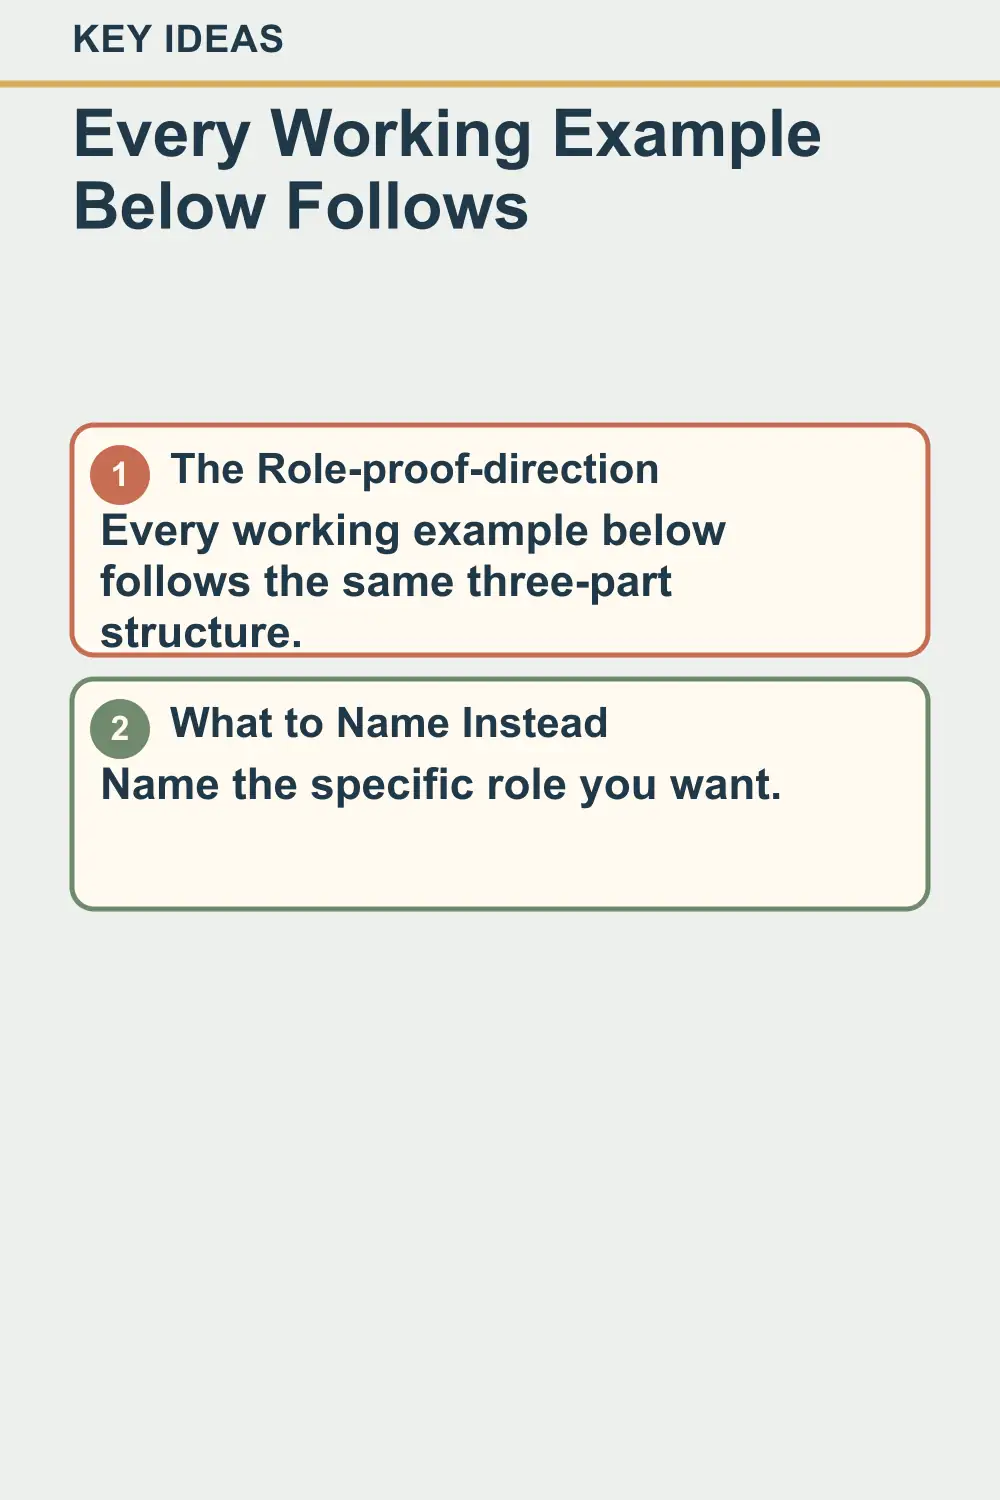 KEY IDEAS
Every Working Example
Below Follows
1 The Role-proof-direction
Every working example below
follows the same three-part
structure.
2 What to Name Instead
Name the specific role you want.